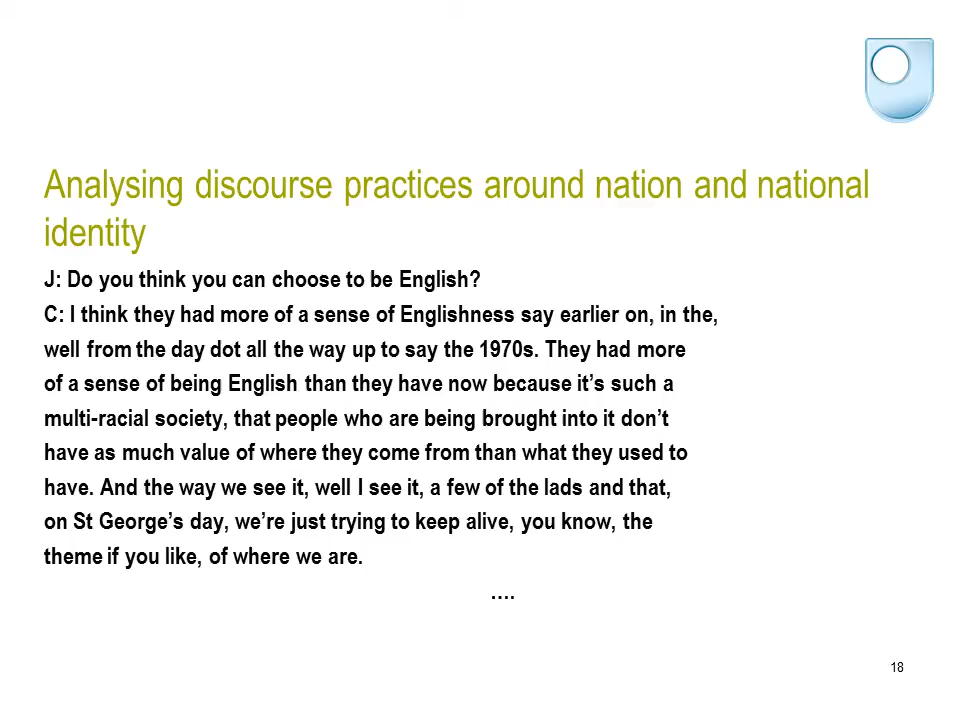 Analysing discourse practices around nation and national
identity
J: Do you think you can choose to be English?
C: I think they had more of a sense of Englishness say earlier on, in the,
well from the day dot all the way up to say the 1970s. They had more
of a sense of being English than they have now because it’s such a
multi-racial society, that people who are being brought into it don’t
have as much value of where they come from than what they used to
have. And the way we see it, well I see it, a few of the lads and that,
on St George’s day, we’re just trying to keep alive, you know, the
theme if you like, of where we are.
….
18